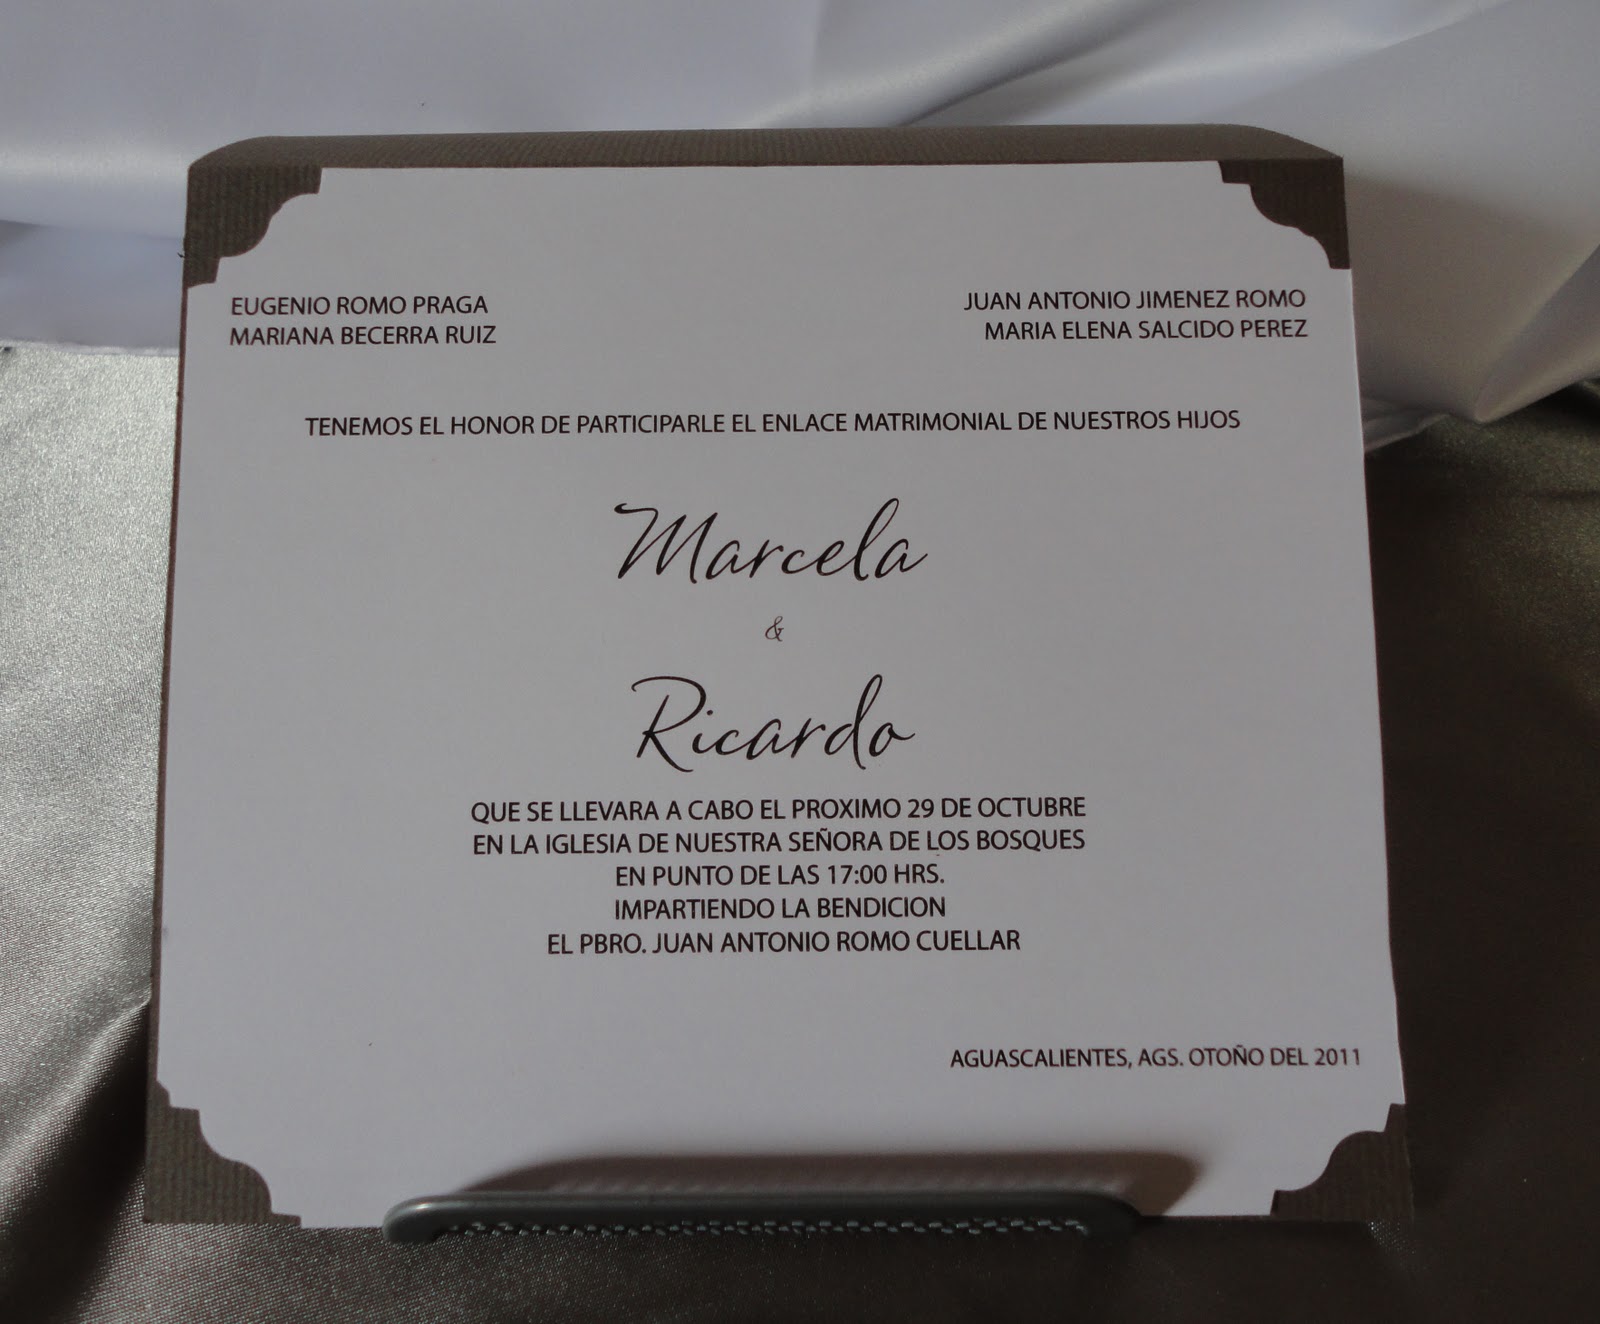 EUGENIO ROMO PRAGA
MARIANA BECERRA RUIZ
JUAN ANTONIO JIMENEZ ROMO
MARIA ELENA SALCIDO PEREZ
TENEMOS EL HONOR DE PARTICIPARLE EL ENLACE MATRIMONIAL DE NUESTROS HIJOS
Marcela
&
Ricardo
QUE SE LLEVARA A CABO EL PROXIMO 29 DE OCTUBRE
EN LA IGLESIA DE NUESTRA SEÑORA DE LOS BOSQUES
EN PUNTO DE LAS 17:00 HRS.
IMPARTIENDO LA BENDICION
EL PBRO. JUAN ANTONIO ROMO CUELLAR
AGUASCALIENTES, AGS. OTOÑO DEL 2011